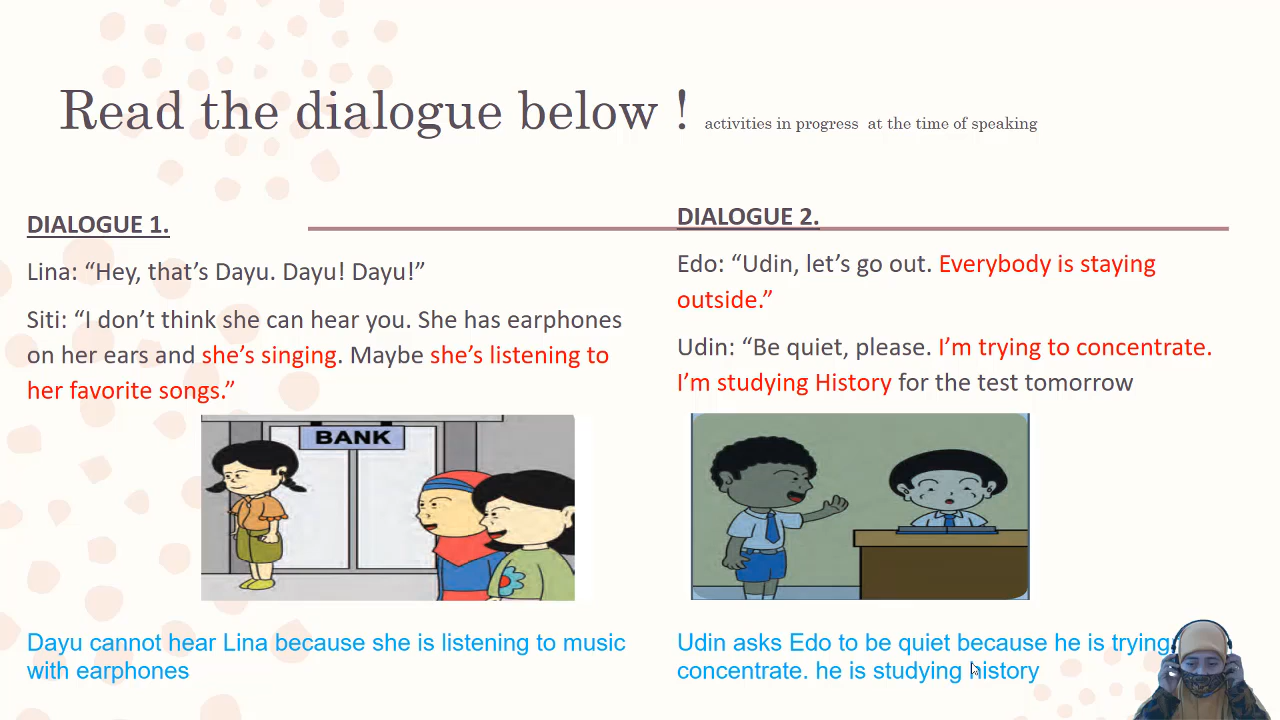 Read the dialogue below ! activities in progress at the time of speaking
DIALOGUE 1.
Lina: “Hey, that’s Dayu. Dayu! Dayu!”
Siti: “I don’t think she can hear you. She has earphones
on her ears and she’s singing. Maybe she’s listening to
her favorite songs.”
BANK
Dayu cannot hear Lina because she is listening to music
with earphones
DIALOGUE 2.
Edo: “Udin, let’s go out. Everybody is staying
outside.”
Udin: “Be quiet, please. I’m trying to concentrate.
I’m studying History for the test tomorrow
Udin asks Edo to be quiet because he is trying
concentrate. he is studying history